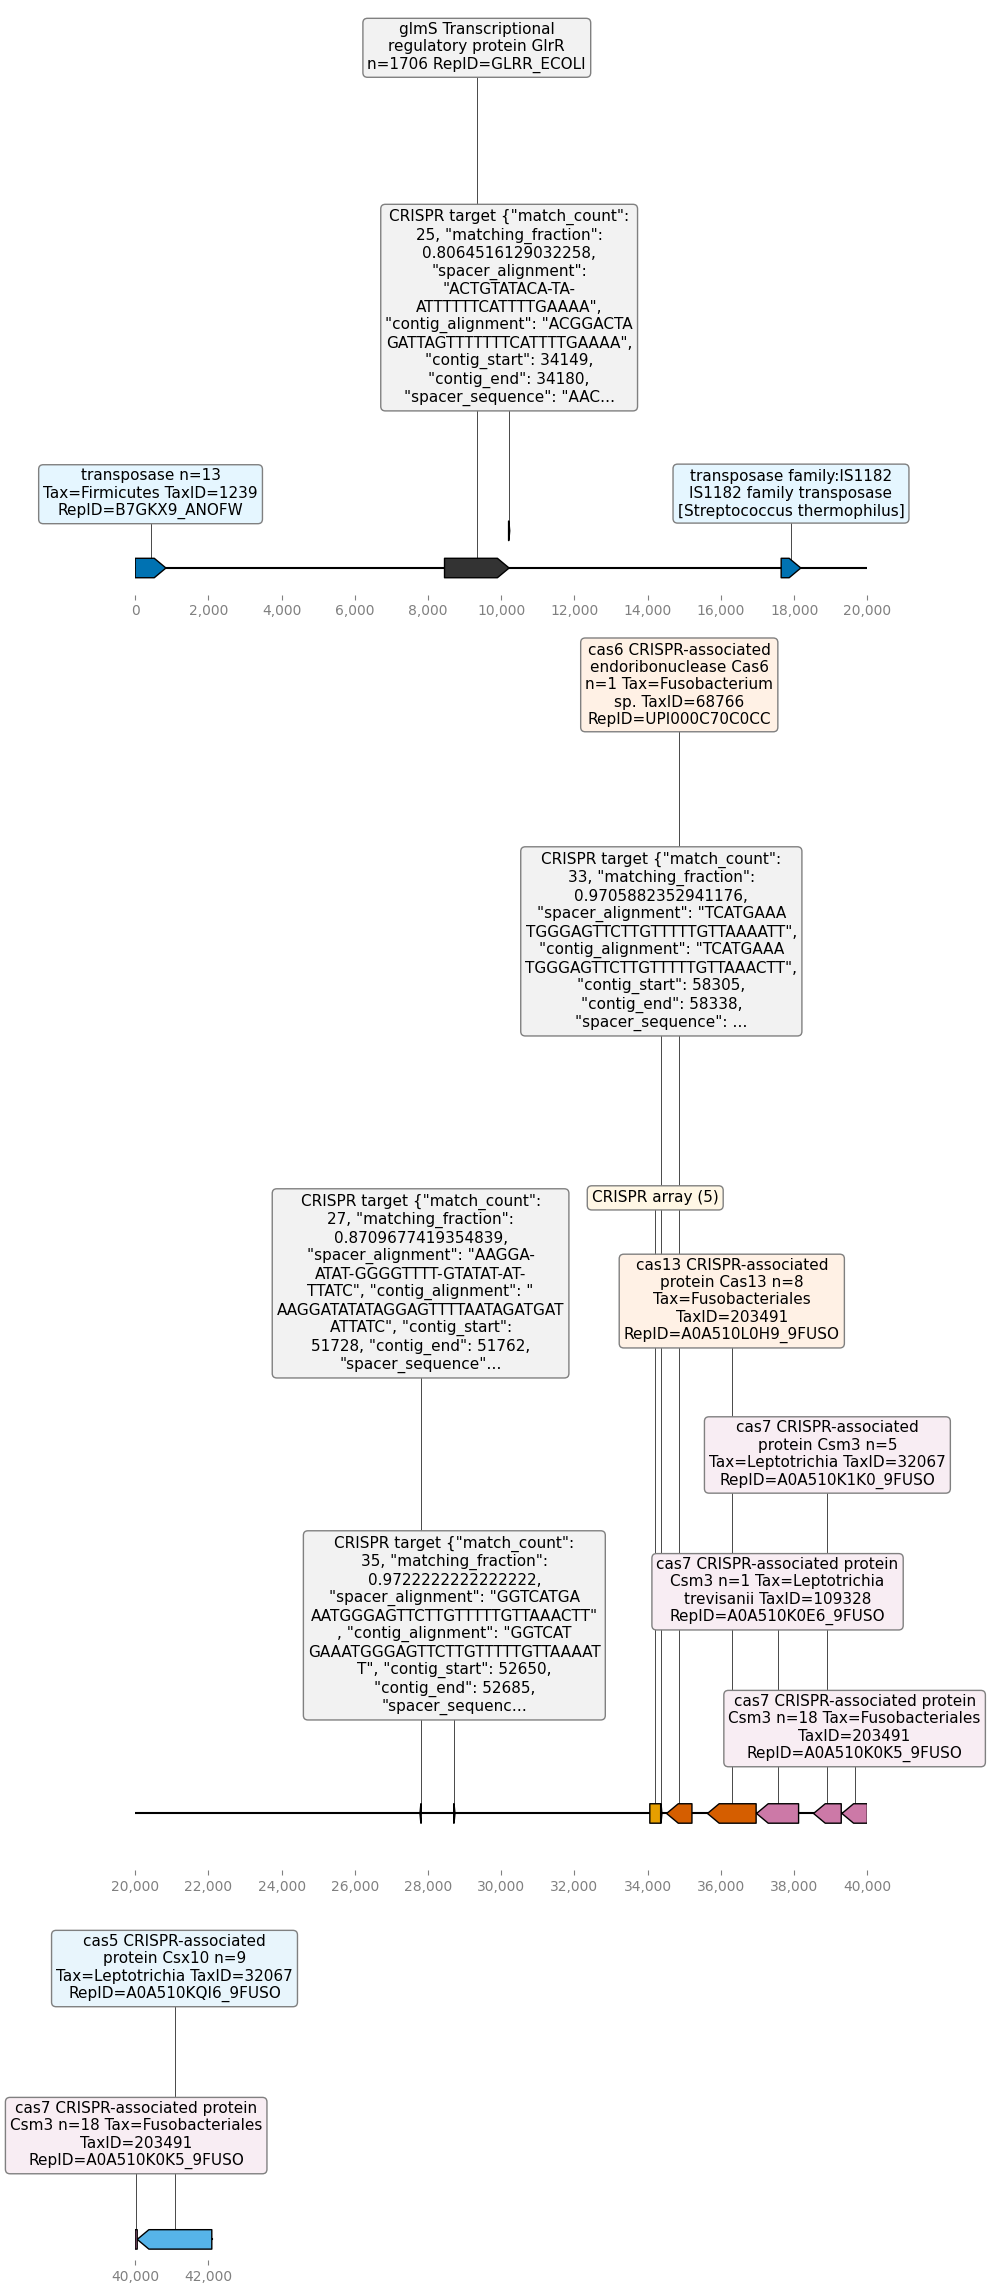 glmS Transcriptional
regulatory protein GlrR
n=1706 RepID=GLRR_ECOLI
CRISPR target {"match_count":
25, "matching_fraction":
0.8064516129032258,
"spacer_alignment":
"ACTGTATACA-TA-
ATTTTTTCATTTTGAAAA",
"contig_alignment": "ACGGACTA
GATTAGTTTTTTTCATTTTGAAAA",
"contig_start": 34149,
"contig_end": 34180,
"spacer_sequence": "AAC...
transposase n=13
Tax=Firmicutes TaxID=1239
RepID=B7GKX9_ANOFW
transposase family:IS1182
IS1182 family transposase
[Streptococcus thermophilus]
0 2,000 4,000 6,000 8,000 10,000 12,000 14,000 16,000 18,000 20,000
cas6 CRISPR-associated
endoribonuclease Cas6
n=1 Tax=Fusobacterium
sp. TaxID=68766
RepID=UPI000C70C0CC
CRISPR target {"match_count":
33, "matching_fraction":
0.9705882352941176,
"spacer_alignment": "TCATGAAA
TGGGAGTTCTTGTTTTTGTTAAAATT",
"contig_alignment": "TCATGAAA
TGGGAGTTCTTGTTTTTGTTAAACTT",
"contig_start": 58305,
"contig_end": 58338,
"spacer_sequence": ...
CRISPR array (5)
CRISPR target {"match_count":
27, "matching_fraction":
0.8709677419354839,
"spacer_alignment": "AAGGA-
ATAT-GGGGTTTT-GTATAT-AT-
TTATC", "contig_alignment": "
AAGGATATATAGGAGTTTTAATAGATGAT
ATTATC", "contig_start":
51728, "contig_end": 51762,
"spacer_sequence"...
cas13 CRISPR-associated
protein Cas13 n=8
Tax=Fusobacteriales
TaxID=203491
RepID=A0A510L0H9_9FUSO
cas7 CRISPR-associated
protein Csm3 n=5
Tax=Leptotrichia TaxID=32067
RepID=A0A510K1K0_9FUSO
CRISPR target {"match_count":
35, "matching_fraction":
0.9722222222222222,
"spacer_alignment": "GGTCATGA
AATGGGAGTTCTTGTTTTTGTTAAACTT"
, "contig_alignment": "GGTCAT
GAAATGGGAGTTCTTGTTTTTGTTAAAAT
T", "contig_start": 52650,
"contig_end": 52685,
"spacer_sequenc...
cas7 CRISPR-associated protein
Csm3 n=1 Tax=Leptotrichia
trevisanii TaxID=109328
RepID=A0A510K0E6_9FUSO
cas7 CRISPR-associated protein
Csm3 n=18 Tax=Fusobacteriales
TaxID=203491
RepID=A0A510K0K5_9FUSO
20,000 22,000 24,000 26,000 28,000 30,000 32,000 34,000 36,000 38,000 40,000
cas5 CRISPR-associated
protein Csx10 n=9
Tax=Leptotrichia TaxID=32067
RepID=A0A510KQI6_9FUSO
cas7 CRISPR-associated protein
Csm3 n=18 Tax=Fusobacteriales
TaxID=203491
RepID=A0A510K0K5_9FUSO
40,000 42,000